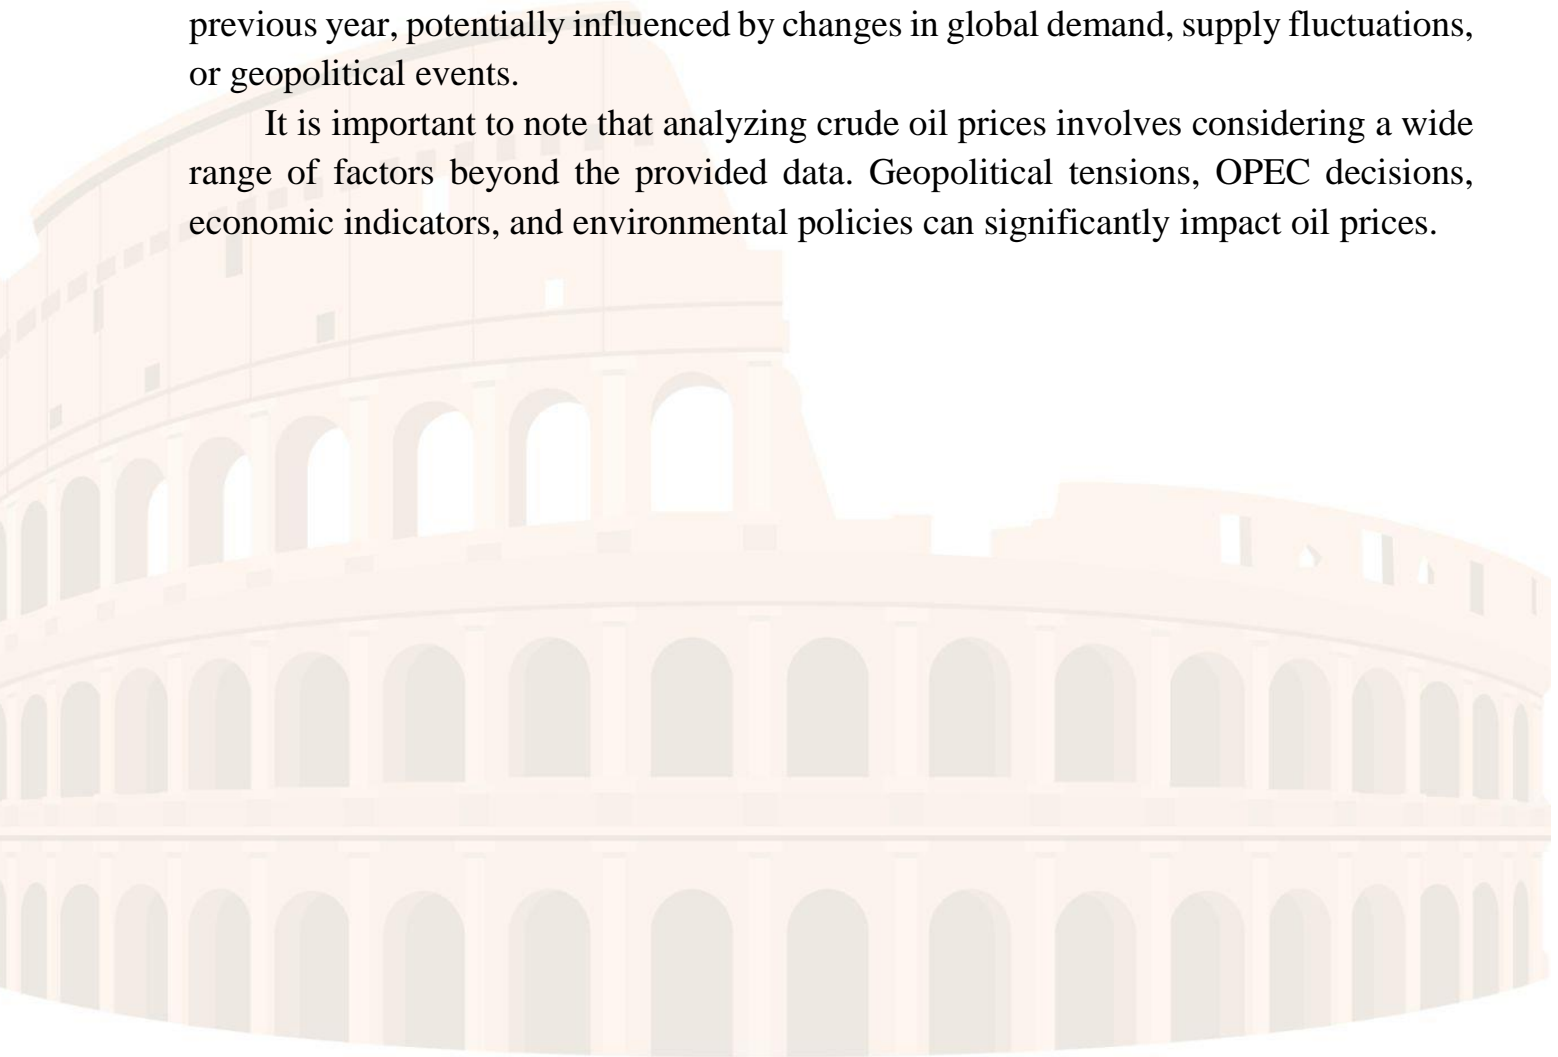 previous year, potentially influenced by changes in global demand, supply fluctuations,
or geopolitical events.
It is important to note that analyzing crude oil prices involves considering a wide
range of factors beyond the provided data. Geopolitical tensions, OPEC decisions,
economic indicators, and environmental policies can significantly impact oil prices.